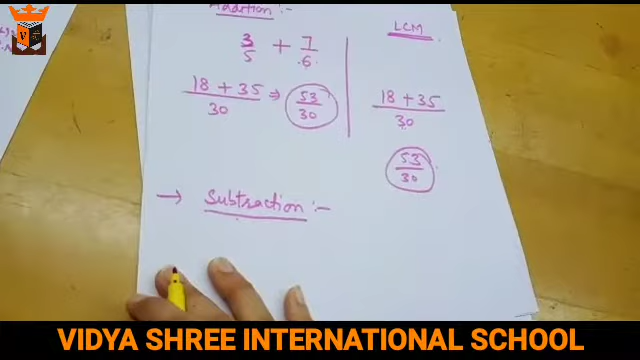 Addition :-
3/5 + 7/6
18 + 35/30 ⇒ 53/30
LCM
18 + 35/30
53/30
→ Subtraction :-
VIDYA SHREE INTERNATIONAL SCHOOL